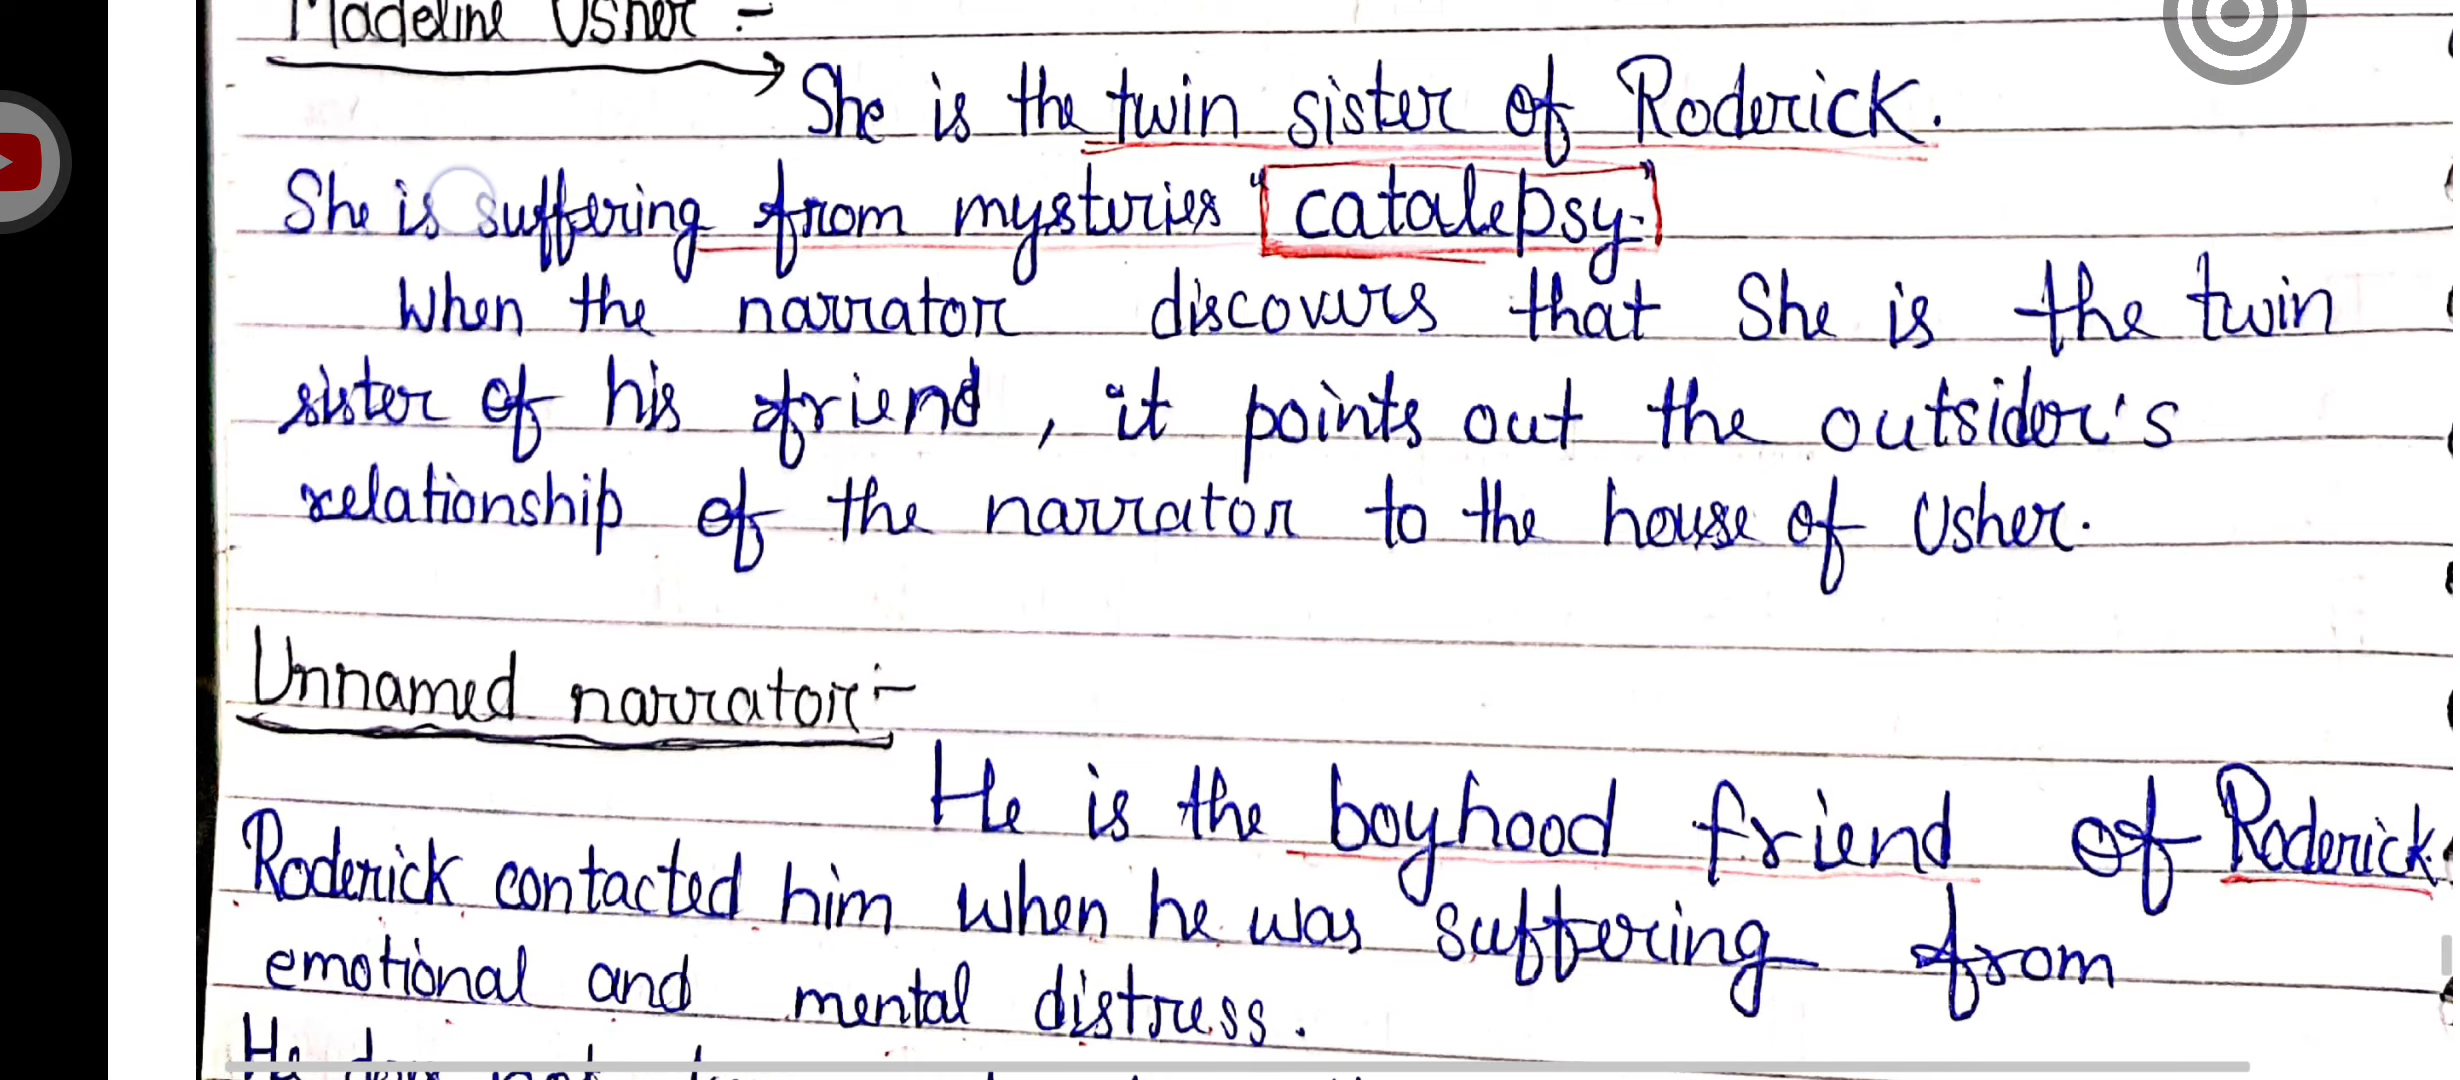 Madeline Usher :-
She is the twin sister of Roderick.
She is suffering from mysteries "catalepsy."
When the narrator discovers that She is the twin
sister of his friend, it points out the outsider's
relationship of the narrator to the house of Usher.
Unnamed narrator :-
He is the boyhood friend of Roderick.
Roderick contacted him when he was suffering from
emotional and mental distress.
He